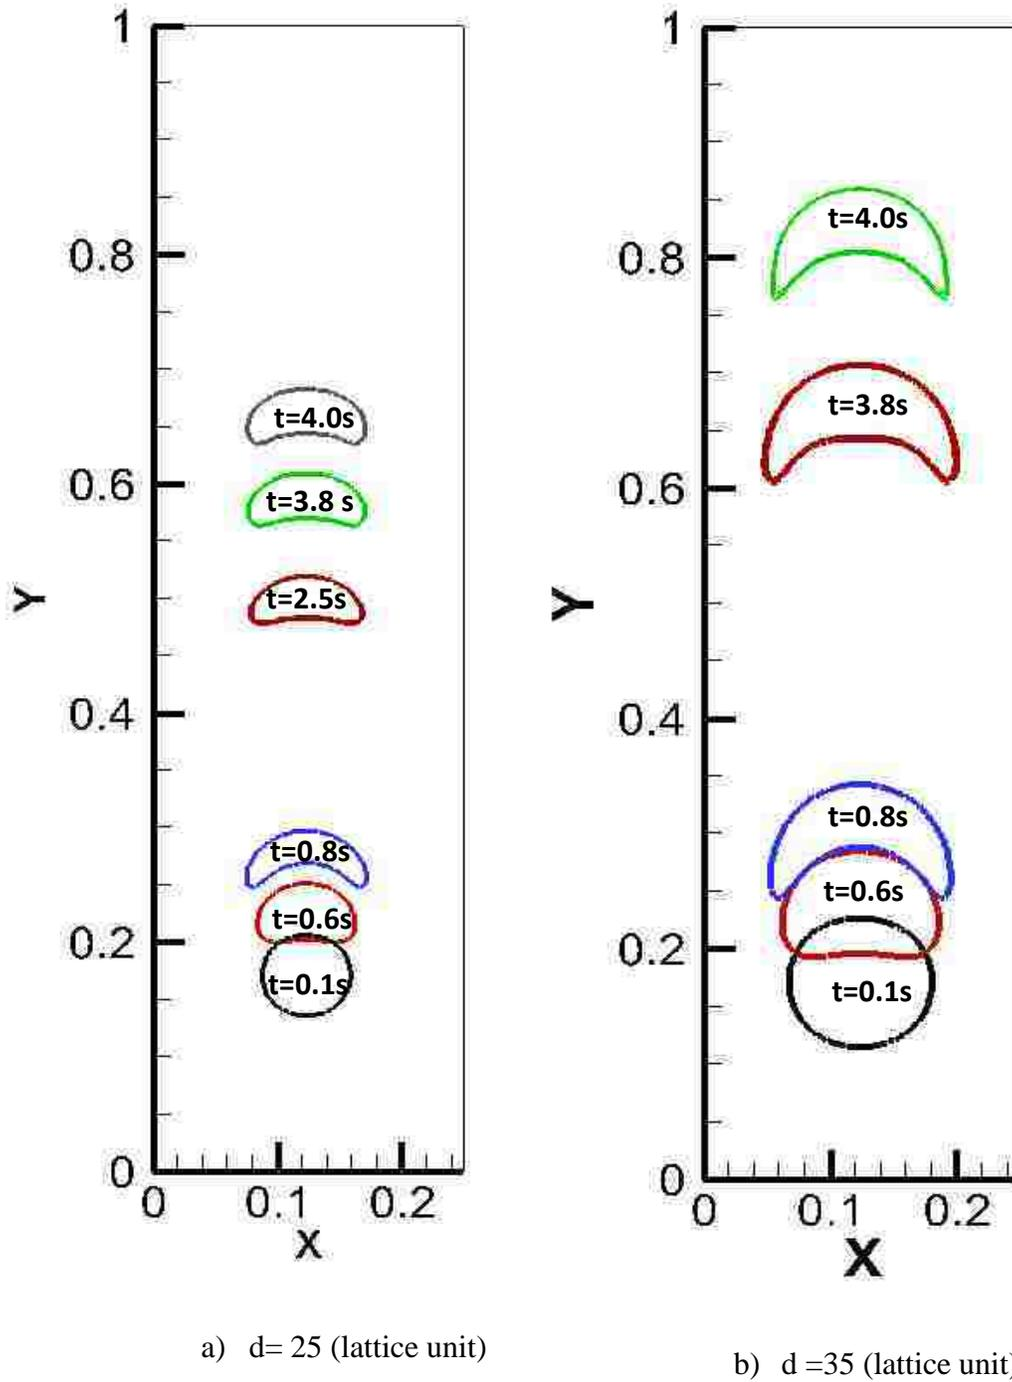 1
0.8
0.6
0.4
0.2
0
Y
t=4.0s
t=3.8 s
t=2.5s
t=0.8s
t=0.6s
t=0.1s
0 0.1 0.2
X
a) d= 25 (lattice unit)
1
0.8
0.6
0.4
0.2
0
Y
t=4.0s
t=3.8s
t=0.8s
t=0.6s
t=0.1s
0 0.1 0.2
X
b) d =35 (lattice unit)